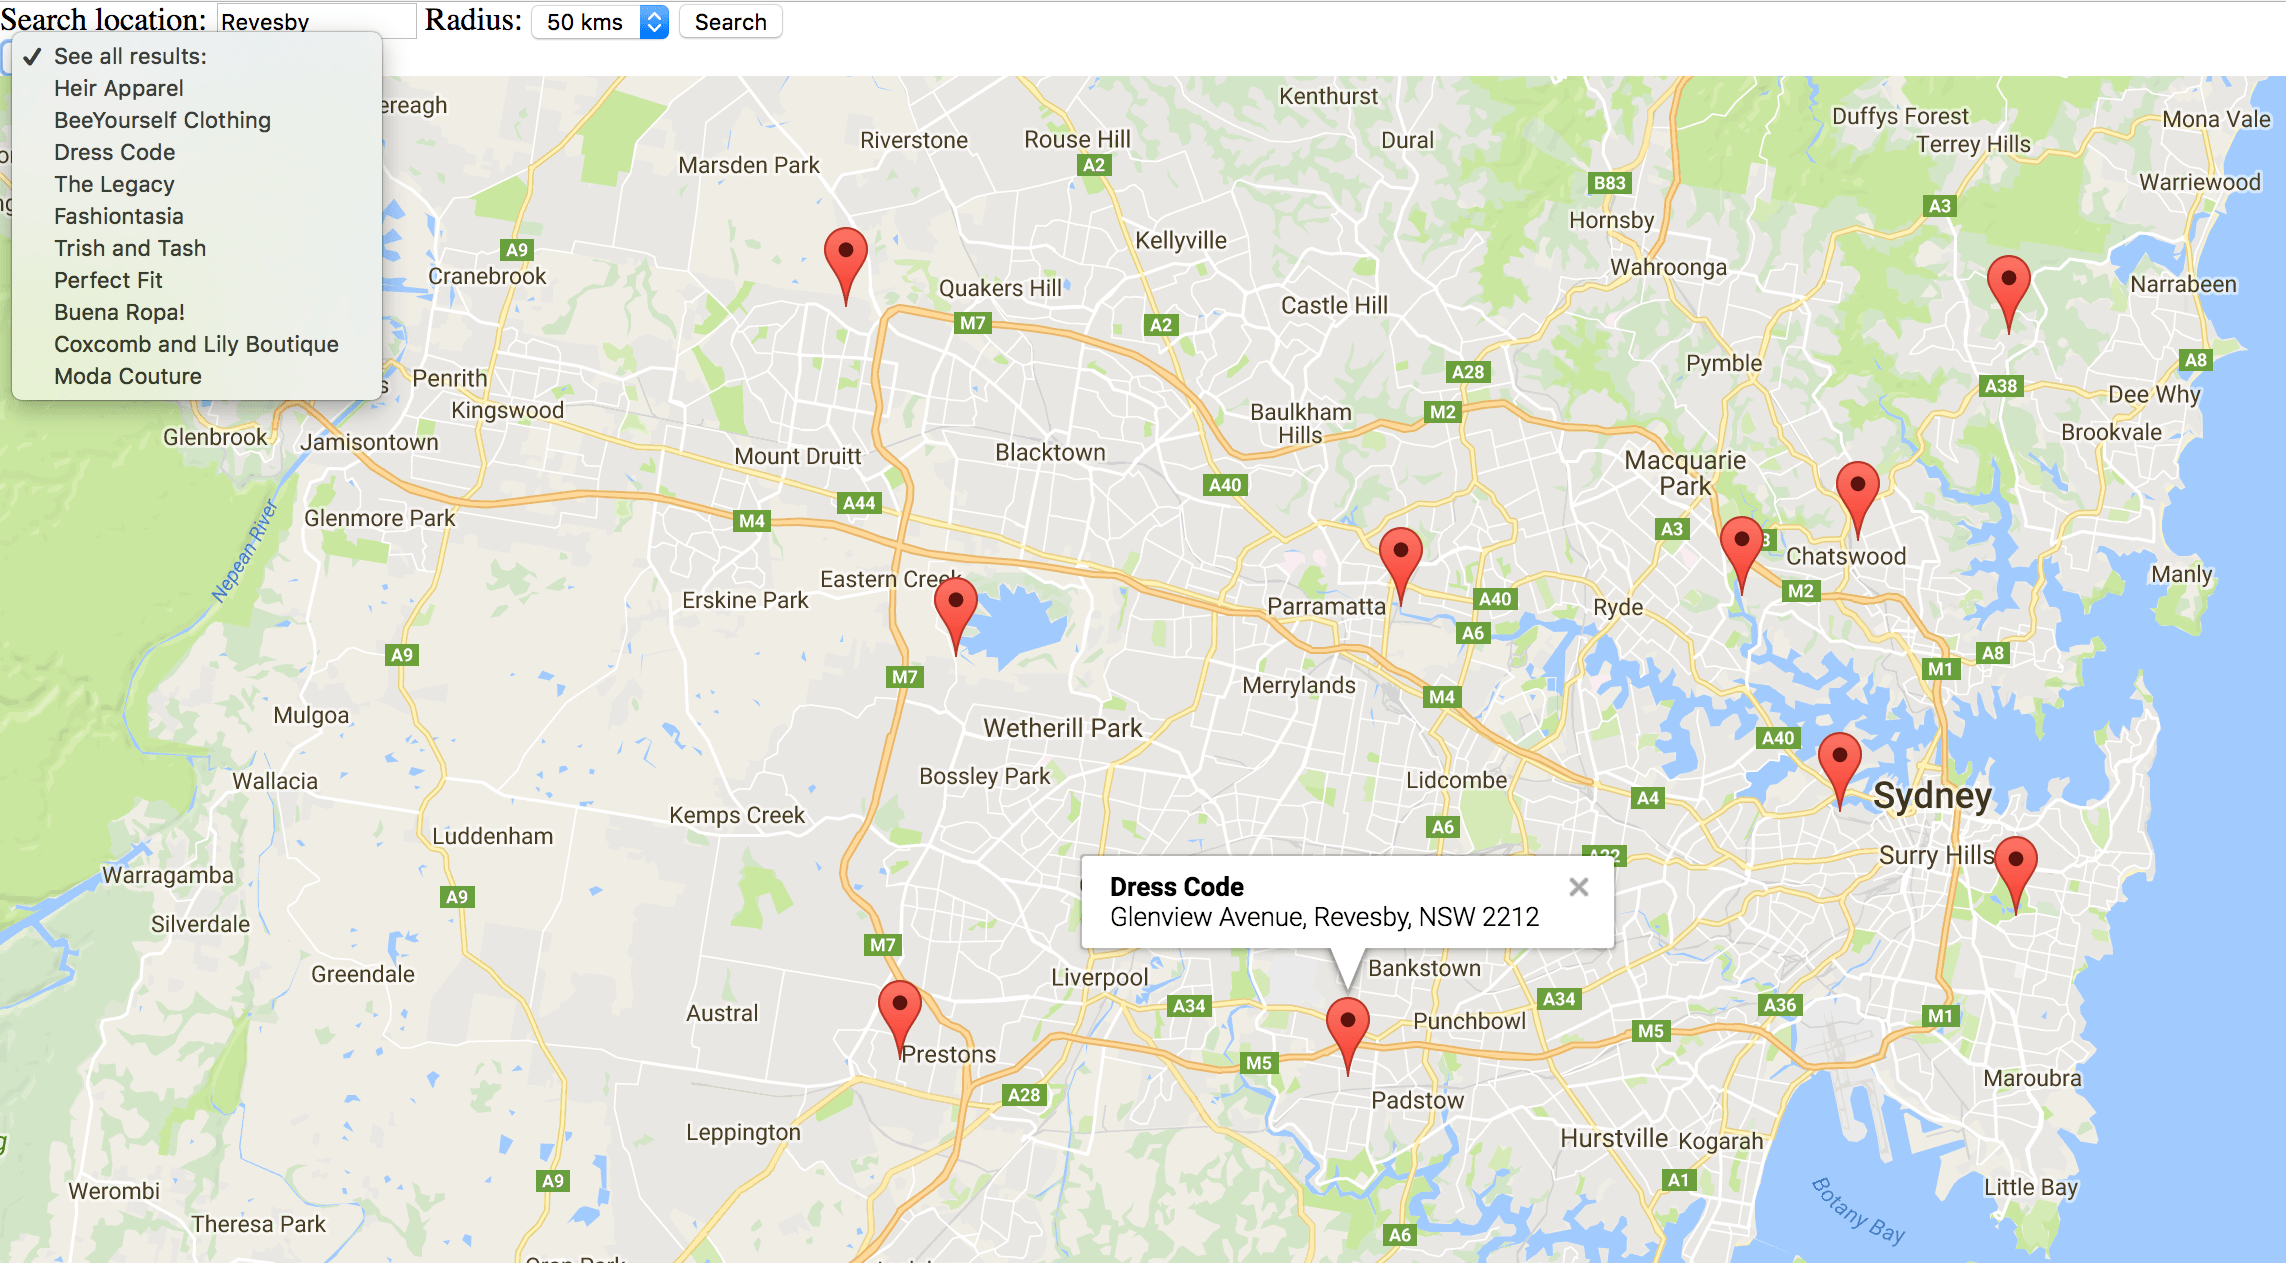 Search location: Revesby Radius: 50 kms Search
✓ See all results:
Heir Apparel
BeeYourself Clothing
Dress Code
The Legacy
Fashiontasia
Trish and Tash
Perfect Fit
Buena Ropa!
Coxcomb and Lily Boutique
Moda Couture
Kenthurst
Duffys Forest
Mona Vale
Riverstone
Rouse Hill
Dural
Terrey Hills
Marsden Park
A2
B83
Warriewood
A3
Hornsby
A9
Kellyville
Cranebrook
Wahroonga
Quakers Hill
Narrabeen
Castle Hill
M7
A2
Pymble
A8
A28
Penrith
A38
Dee Why
Kingswood
Baulkham
Hills
M2
Glenbrook
Jamisontown
Brookvale
Mount Druitt
Blacktown
Macquarie
Park
A40
A44
Glenmore Park
M4
A3
Nepean River
Chatswood
Manly
Eastern Creek
Erskine Park
Parramatta
A40
Ryde
M2
A6
A9
A8
M1
M7
Merrylands
M4
Mulgoa
Wetherill Park
A40
Wallacia
Bossley Park
Lidcombe
Sydney
A4
Kemps Creek
Luddenham
A6
Surry Hills
A22
Warragamba
Dress Code
Glenview Avenue, Revesby, NSW 2212
A9
Silverdale
M7
Greendale
Liverpool
Bankstown
Austral
A34
A34
A36
M1
Punchbowl
M5
Prestons
M5
Maroubra
A28
Padstow
Leppington
Hurstville
Kogarah
A9
A1
Werombi
Little Bay
Botany Bay
Theresa Park
A6